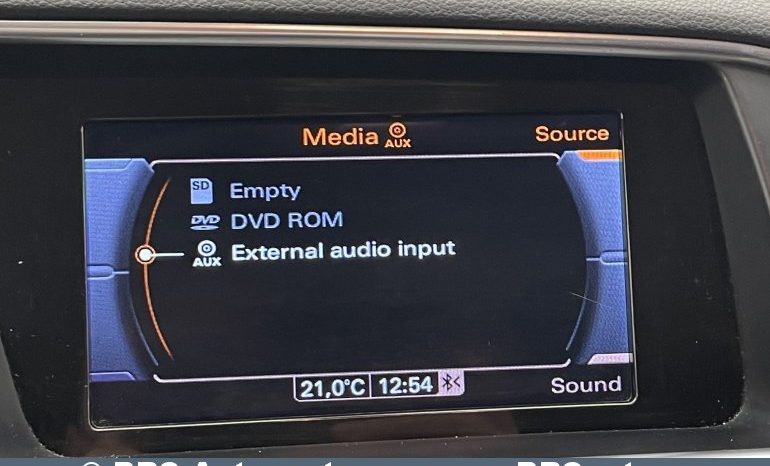 Media AUX Source
SD Empty
DVD DVD ROM
AUX External audio input
21,0°C 12:54 Sound